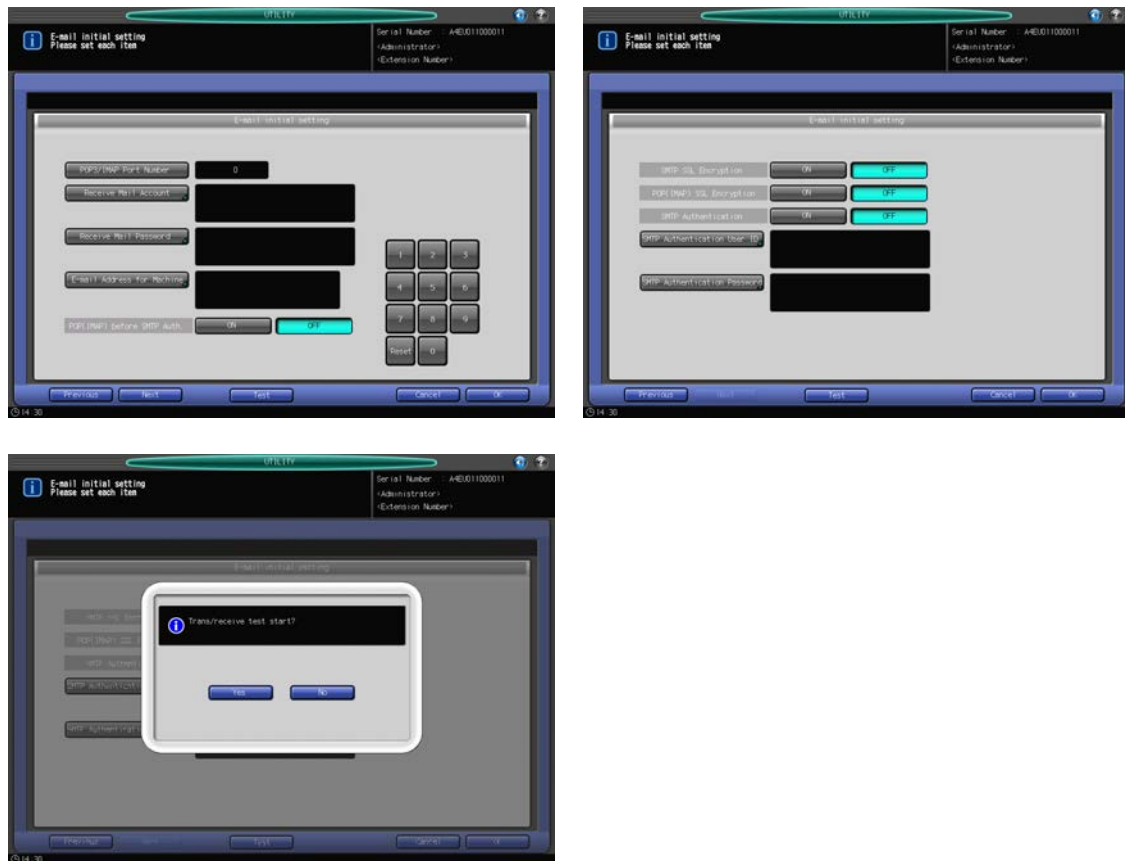 UTILITY
E-mail initial setting
Please set each item
Serial Number : A4EU011000011
<Administrator>
<Extension Number>
E-mail initial setting
POP3/IMAP Port Number
0
Receive Mail Account
Receive Mail Password
E-mail Address for Machine
POP(IMAP) before SMTP Auth.
ON
OFF
1
2
3
4
5
6
7
8
9
Reset
0
Previous
Next
Test
Cancel
OK
14 30
UTILITY
E-mail initial setting
Please set each item
Serial Number : A4EU011000011
<Administrator>
<Extension Number>
E-mail initial setting
SMTP SSL Encryption
ON
OFF
POP(IMAP) SSL Encryption
ON
OFF
SMTP Authentication
ON
OFF
SMTP Authentication User ID
SMTP Authentication Password
Previous
Next
Test
Cancel
OK
14 30
UTILITY
E-mail initial setting
Please set each item
Serial Number : A4EU011000011
<Administrator>
<Extension Number>
E-mail initial setting
Trans/receive test start?
Yes
No
Previous
Next
Test
Cancel
14 30